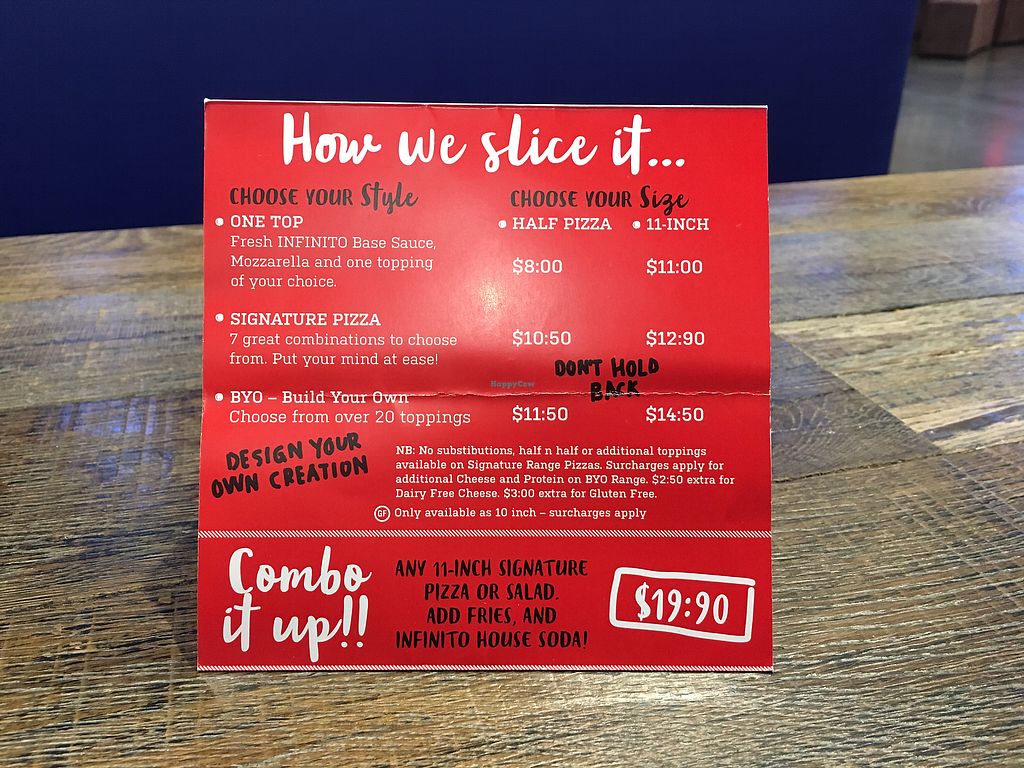 How we slice it...
CHOOSE YOUR Style
ONE TOP
Fresh INFINITO Base Sauce,
Mozzarella and one topping
of your choice.
SIGNATURE PIZZA
7 great combinations to choose
from. Put your mind at ease!
BYO – Build Your Own
Choose from over 20 toppings
DESIGN YOUR
OWN CREATION
CHOOSE YOUR Size
HALF PIZZA 11-INCH
$8:00 $11:00
$10:50 $12:90
DON'T HOLD
BACK
HappyCow
$11:50 $14:50
NB: No substibutions, half n half or additional toppings
available on Signature Range Pizzas. Surcharges apply for
additional Cheese and Protein on BYO Range. $2:50 extra for
Dairy Free Cheese. $3:00 extra for Gluten Free.
GF Only available as 10 inch – surcharges apply
Combo
it up!!
ANY 11-INCH SIGNATURE
PIZZA OR SALAD.
ADD FRIES, AND
INFINITO HOUSE SODA!
$19:90